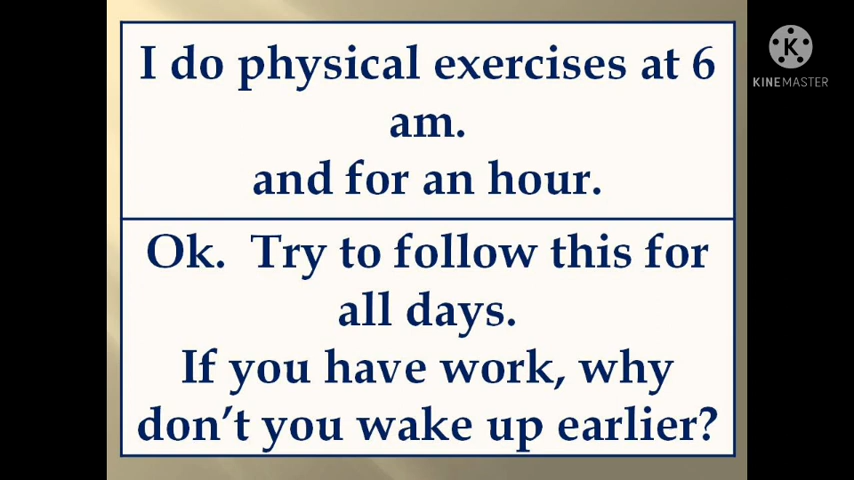 I do physical exercises at 6
am.
and for an hour.
Ok. Try to follow this for
all days.
If you have work, why
don't you wake up earlier?
K
KINEMASTER